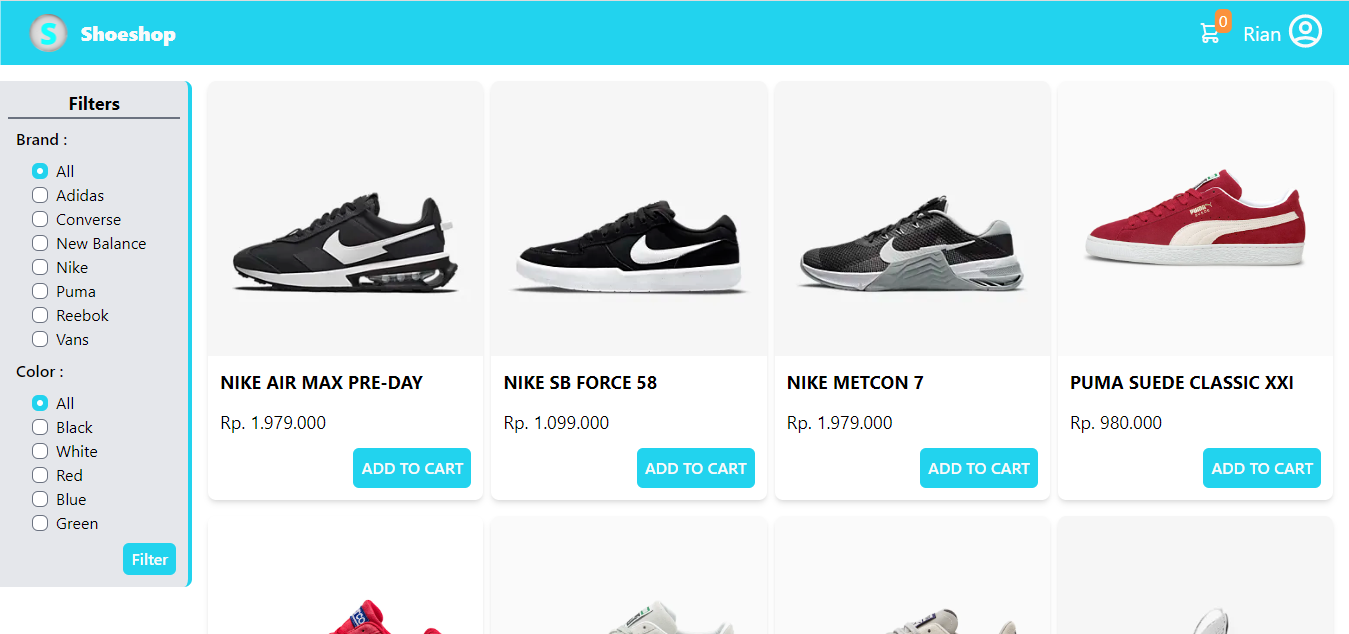 S Shoeshop
0
Rian
Filters
Brand :
All
Adidas
Converse
New Balance
Nike
Puma
Reebok
Vans
Color :
All
Black
White
Red
Blue
Green
Filter
NIKE AIR MAX PRE-DAY
Rp. 1.979.000
ADD TO CART
NIKE SB FORCE 58
Rp. 1.099.000
ADD TO CART
NIKE METCON 7
Rp. 1.979.000
ADD TO CART
PUMA
SUEDE
PUMA SUEDE CLASSIC XXI
Rp. 980.000
ADD TO CART